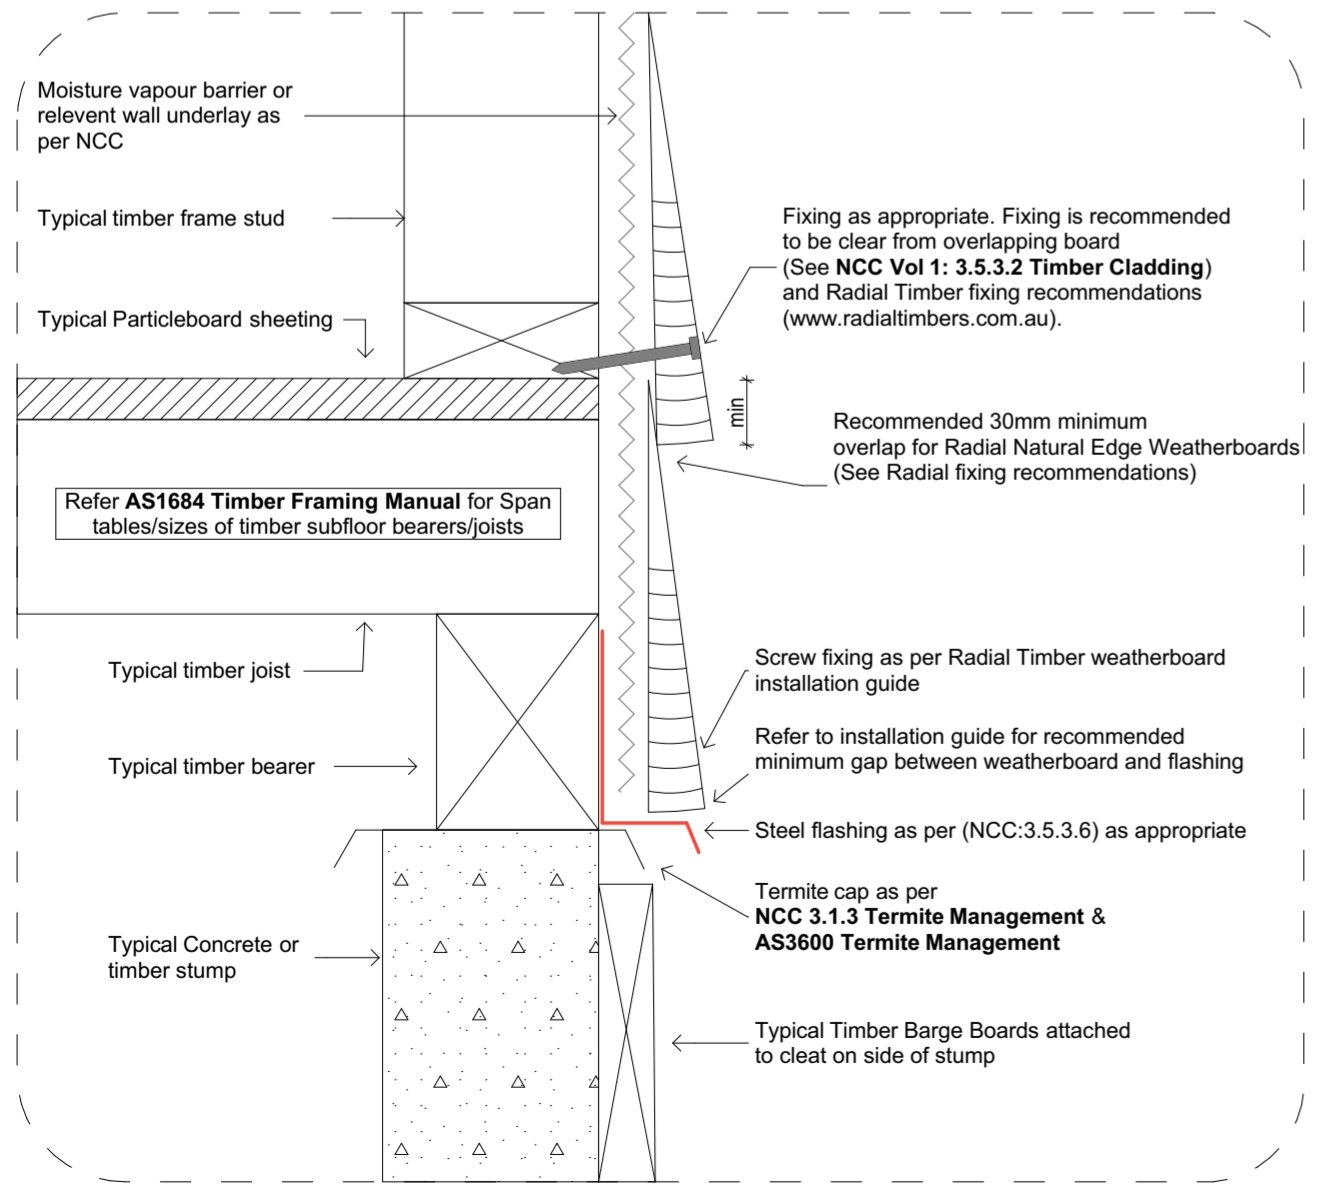 Moisture vapour barrier or
relevent wall underlay as
per NCC
Typical timber frame stud
Typical Particleboard sheeting
Fixing as appropriate. Fixing is recommended
to be clear from overlapping board
(See NCC Vol 1: 3.5.3.2 Timber Cladding)
and Radial Timber fixing recommendations
(www.radialtimbers.com.au).
min
Recommended 30mm minimum
overlap for Radial Natural Edge Weatherboards
(See Radial fixing recommendations)
Refer AS1684 Timber Framing Manual for Span
tables/sizes of timber subfloor bearers/joists
Typical timber joist
Typical timber bearer
Screw fixing as per Radial Timber weatherboard
installation guide
Refer to installation guide for recommended
minimum gap between weatherboard and flashing
Steel flashing as per (NCC:3.5.3.6) as appropriate
Termite cap as per
NCC 3.1.3 Termite Management &
AS3600 Termite Management
Typical Concrete or
timber stump
Typical Timber Barge Boards attached
to cleat on side of stump